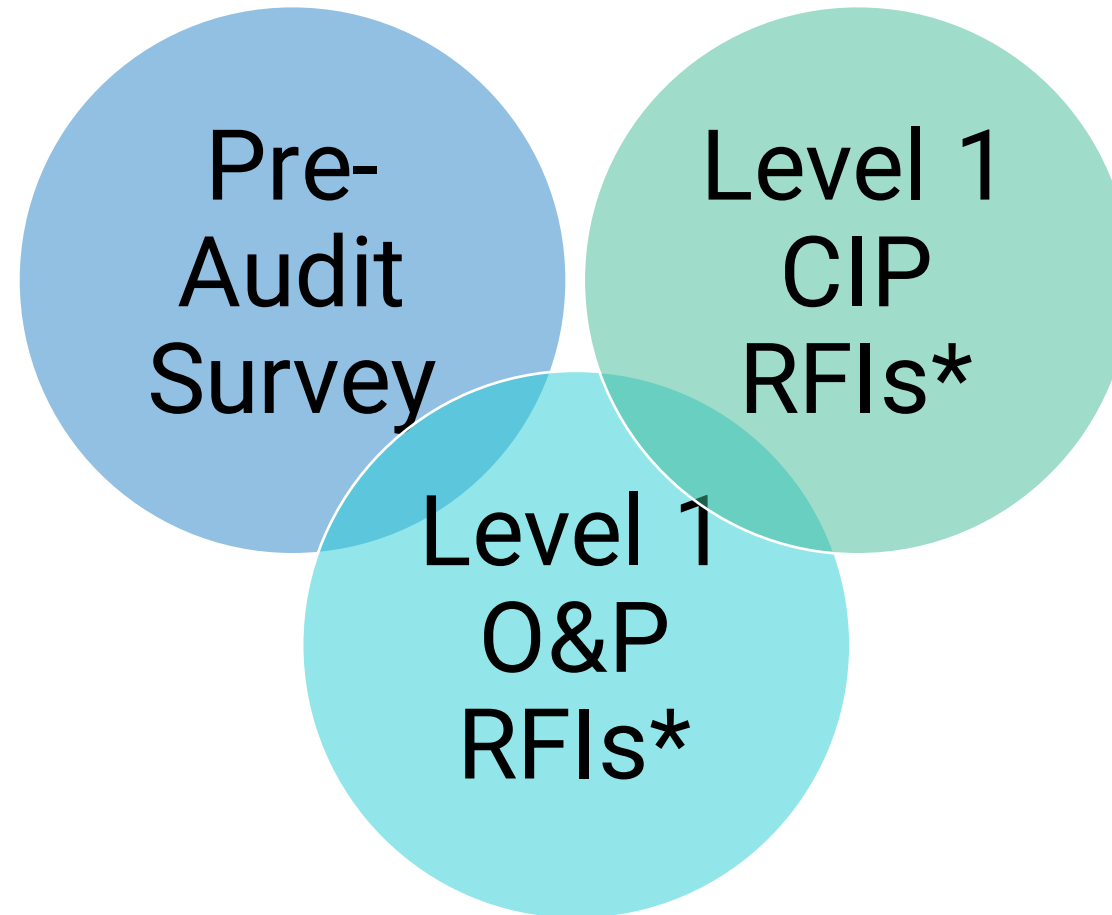 Pre-
Audit
Survey
Level 1
CIP
RFIs*
Level 1
O&P
RFIs*